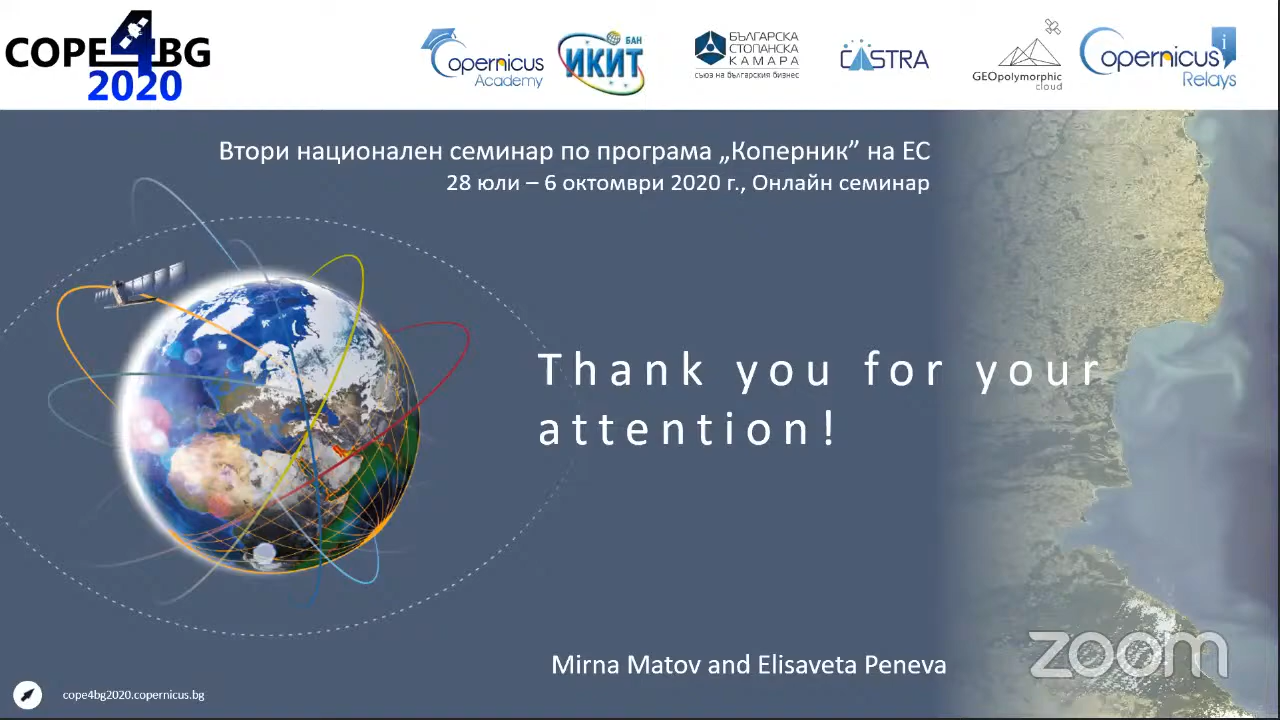 COPE4BG
2020
Copernicus
Academy
БАН
ИКИТ
БЪЛГАРСКА
СТОПАНСКА
КАМАРА
съюз на българския бизнес
CASTRA
GEOpolymorphic
cloud
Copernicus
i
Relays
Втори национален семинар по програма „Коперник” на ЕС
28 юли – 6 октомври 2020 г., Онлайн семинар
Thank you for your
attention!
Mirna Matov and Elisaveta Peneva
zoom
cope4bg2020.copernicus.bg